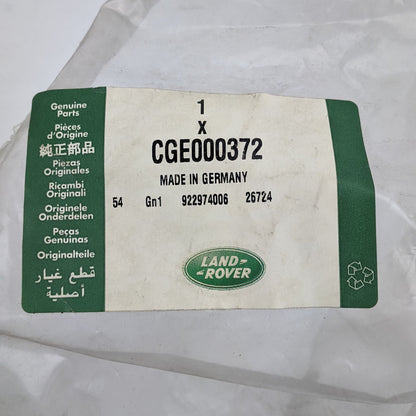 Genuine
Parts
Pièces
d'Origine
純正部品
Piezas
Originales
Ricambi
Originali
Originele
Onderdelen
Peças
Genuinas
Originalteile
قطع غيار
أصلية
1
X
CGE000372
MADE IN GERMANY
54 Gn1 922974006 26724
LAND-
-ROVER